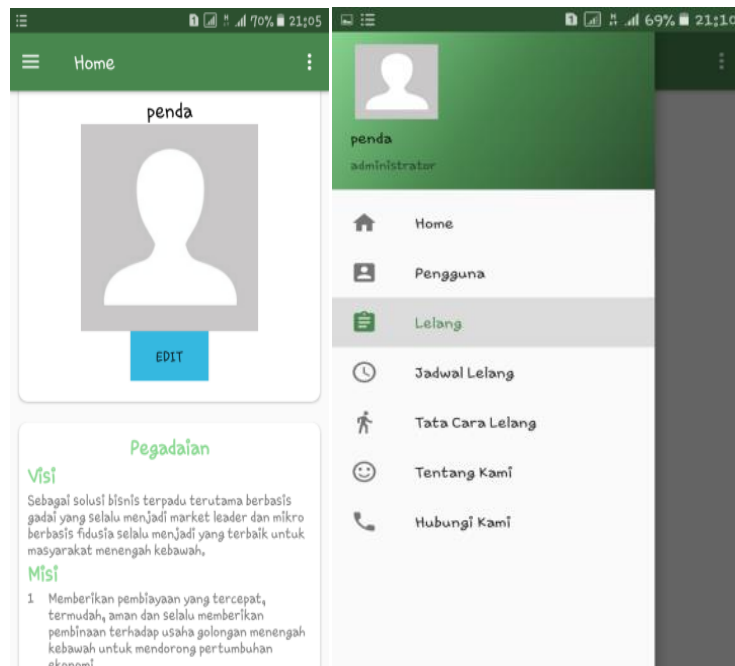 70% 21:05
Home
penda
EDIT
Pegadaian
Visi
Sebagai solusi bisnis terpadu terutama berbasis
gadai yang selalu menjadi market leader dan mikro
berbasis fidusia selalu menjadi yang terbaik untuk
masyarakat menengah kebawah,
Misi
1 Memberikan pembiayaan yang tercepat,
termudah, aman dan selalu memberikan
pembinaan terhadap usaha golongan menengah
kebawah untuk mendorong pertumbuhan
ekonomi
69% 21:10
penda
administrator
Home
Pengguna
Lelang
Jadwal Lelang
Tata Cara Lelang
Tentang Kami
Hubungi Kami